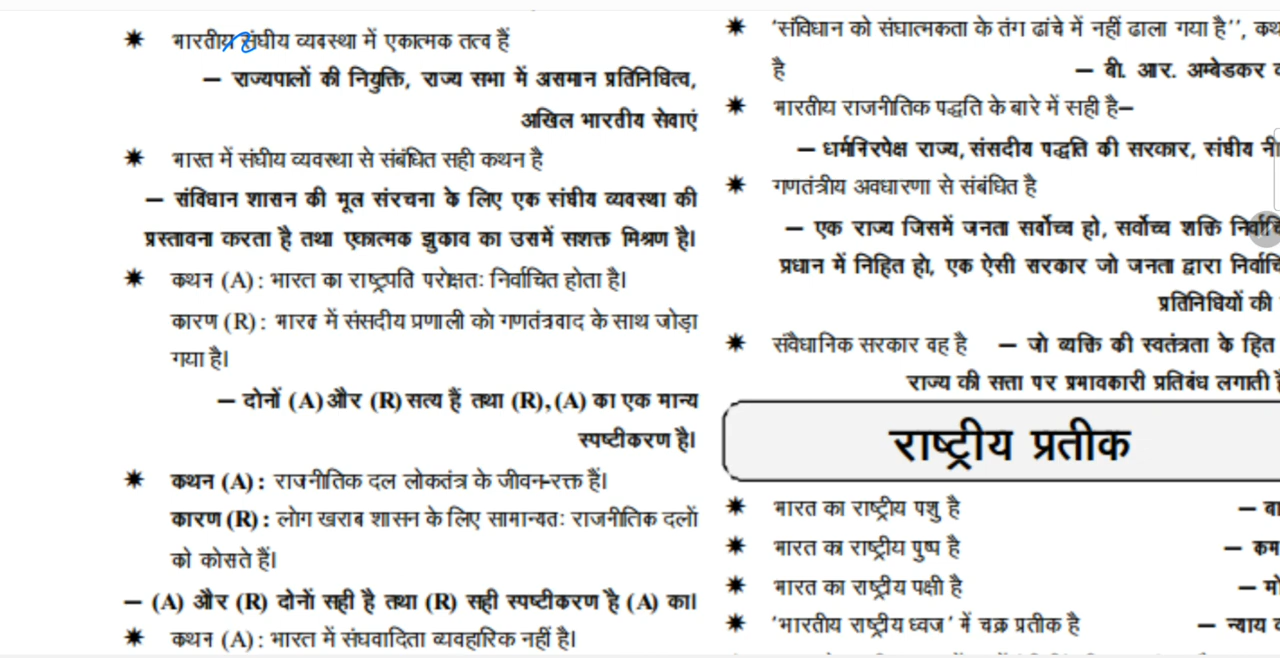 ✷ भारतीय संघीय व्यवस्था में एकात्मक तत्व हैं
– राज्यपालों की नियुक्ति, राज्य सभा में असमान प्रतिनिधित्व,
अखिल भारतीय सेवाएं
✷ भारत में संघीय व्यवस्था से संबंधित सही कथन है
– संविधान शासन की मूल संरचना के लिए एक संघीय व्यवस्था की
प्रस्तावना करता है तथा एकात्मक झुकाव का उसमें सशक्त मिश्रण है।
✷ कथन (A) : भारत का राष्ट्रपति परोक्षतः निर्वाचित होता है।
कारण (R) : भारत में संसदीय प्रणाली को गणतंत्रवाद के साथ जोड़ा
गया है।
– दोनों (A) और (R) सत्य हैं तथा (R), (A) का एक मान्य
स्पष्टीकरण है।
✷ कथन (A) : राजनीतिक दल लोकतंत्र के जीवन-रक्त हैं।
कारण (R) : लोग खराब शासन के लिए सामान्यतः राजनीतिक दलों
को कोसते हैं।
– (A) और (R) दोनों सही है तथा (R) सही स्पष्टीकरण है (A) का।
✷ कथन (A) : भारत में संघवादिता व्यवहारिक नहीं है।
✷ 'संविधान को संघात्मकता के तंग ढांचे में नहीं ढाला गया है'',
है – बी. आर. अम्बेडकर
✷ भारतीय राजनीतिक पद्धति के बारे में सही है–
– धर्मनिरपेक्ष राज्य, संसदीय पद्धति की सरकार, संघीय
✷ गणतंत्रीय अवधारणा से संबंधित है
– एक राज्य जिसमें जनता सर्वोच्च हो, सर्वोच्च शक्ति
प्रधान में निहित हो, एक ऐसी सरकार जो जनता द्वारा
प्रतिनिधियों की
✷ संवैधानिक सरकार वह है – जो व्यक्ति की स्वतंत्रता के हित
राज्य की सत्ता पर प्रभावकारी प्रतिबंध लगाती
राष्ट्रीय प्रतीक
✷ भारत का राष्ट्रीय पशु है –
✷ भारत का राष्ट्रीय पुष्प है –
✷ भारत का राष्ट्रीय पक्षी है –
✷ 'भारतीय राष्ट्रीय ध्वज' में चक्र प्रतीक है – न्याय